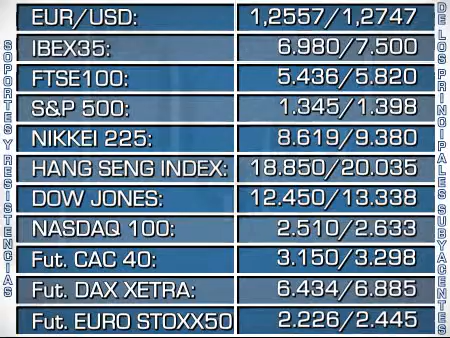 SOPORTES Y RESISTENCIAS
EUR/USD: 1,2557/1,2747
IBEX35: 6.980/7.500
FTSE100: 5.436/5.820
S&P 500: 1.345/1.398
NIKKEI 225: 8.619/9.380
HANG SENG INDEX: 18.850/20.035
DOW JONES: 12.450/13.338
NASDAQ 100: 2.510/2.633
Fut. CAC 40: 3.150/3.298
Fut. DAX XETRA: 6.434/6.885
Fut. EURO STOXX50 2.226/2.445
DE LOS PRINCIPALES SUBYACENTES